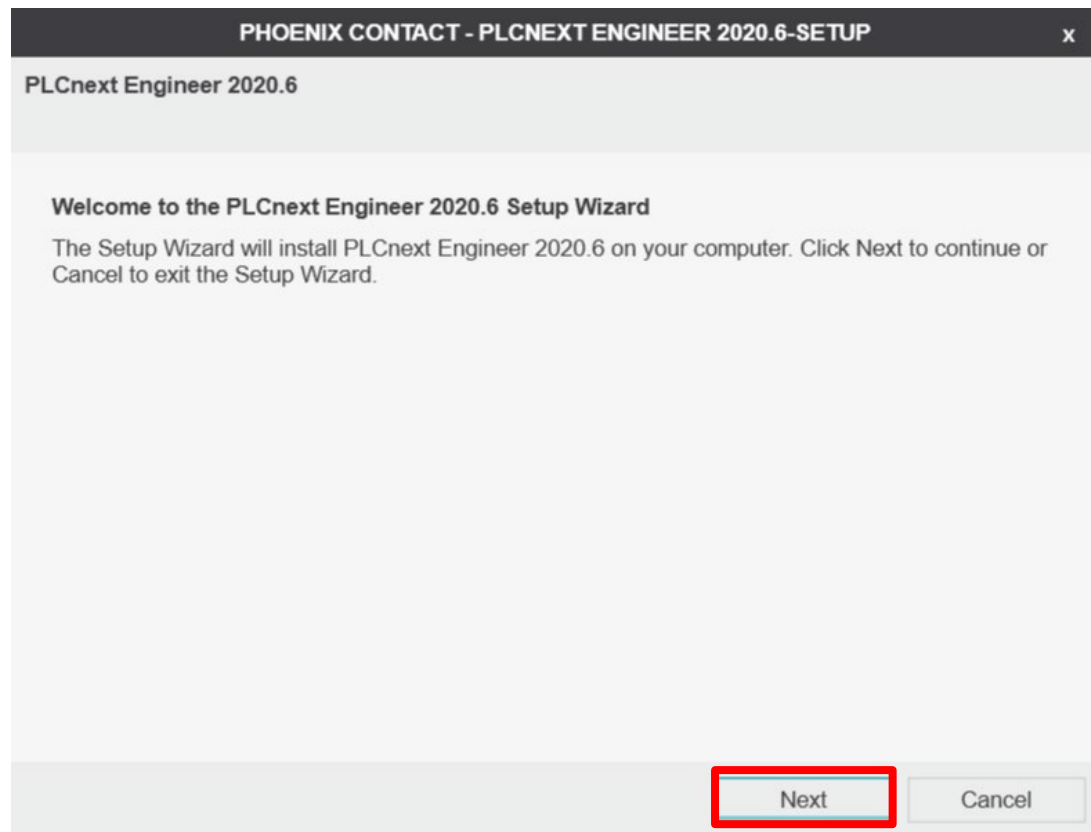 PHOENIX CONTACT - PLCNEXT ENGINEER 2020.6-SETUP x
PLCnext Engineer 2020.6
Welcome to the PLCnext Engineer 2020.6 Setup Wizard
The Setup Wizard will install PLCnext Engineer 2020.6 on your computer. Click Next to continue or
Cancel to exit the Setup Wizard.
Next Cancel